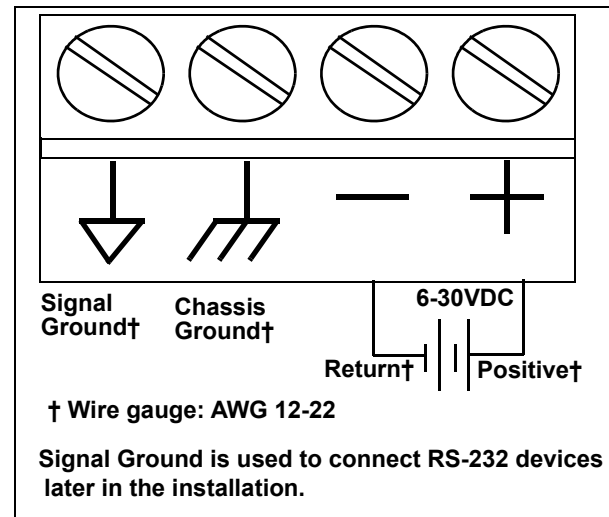 Signal
Ground†
Chassis
Ground†
6-30VDC
Return†
Positive†
† Wire gauge: AWG 12-22
Signal Ground is used to connect RS-232 devices
later in the installation.